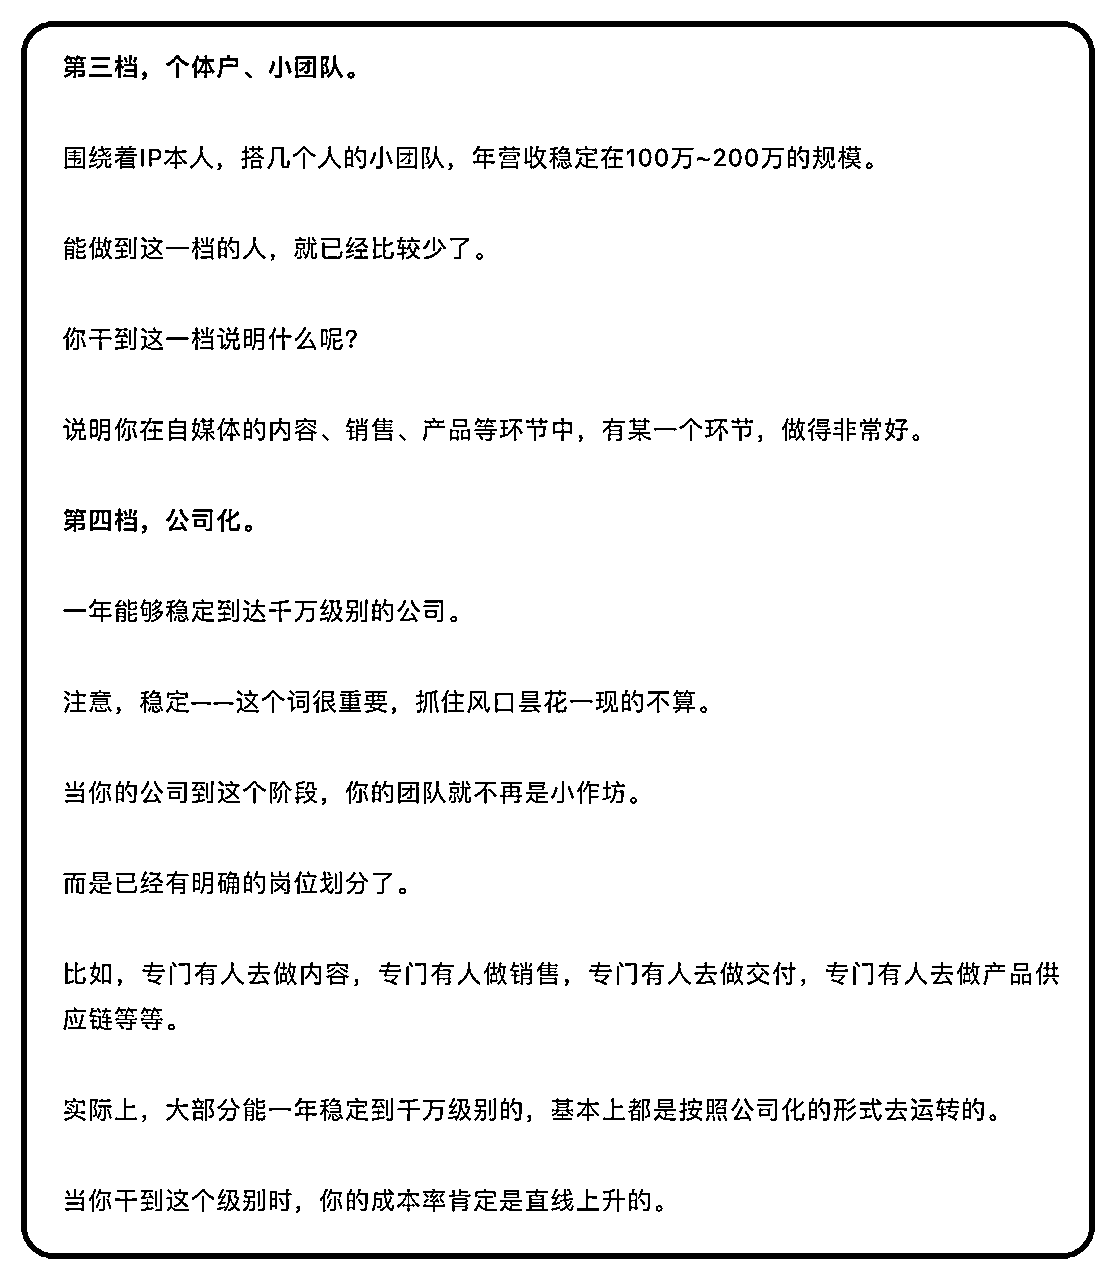 第三档，个体户、小团队。
围绕着IP本人，搭几个人的小团队，年营收稳定在100万~200万的规模。
能做到这一档的人，就已经比较少了。
你干到这一档说明什么呢？
说明你在自媒体的内容、销售、产品等环节中，有某一个环节，做得非常好。
第四档，公司化。
一年能够稳定到达千万级别的公司。
注意，稳定——这个词很重要，抓住风口昙花一现的不算。
当你的公司到这个阶段，你的团队就不再是小作坊。
而是已经有明确的岗位划分了。
比如，专门有人去做内容，专门有人做销售，专门有人去做交付，专门有人去做产品供
应链等等。
实际上，大部分能一年稳定到千万级别的，基本上都是按照公司化的形式去运转的。
当你干到这个级别时，你的成本率肯定是直线上升的。